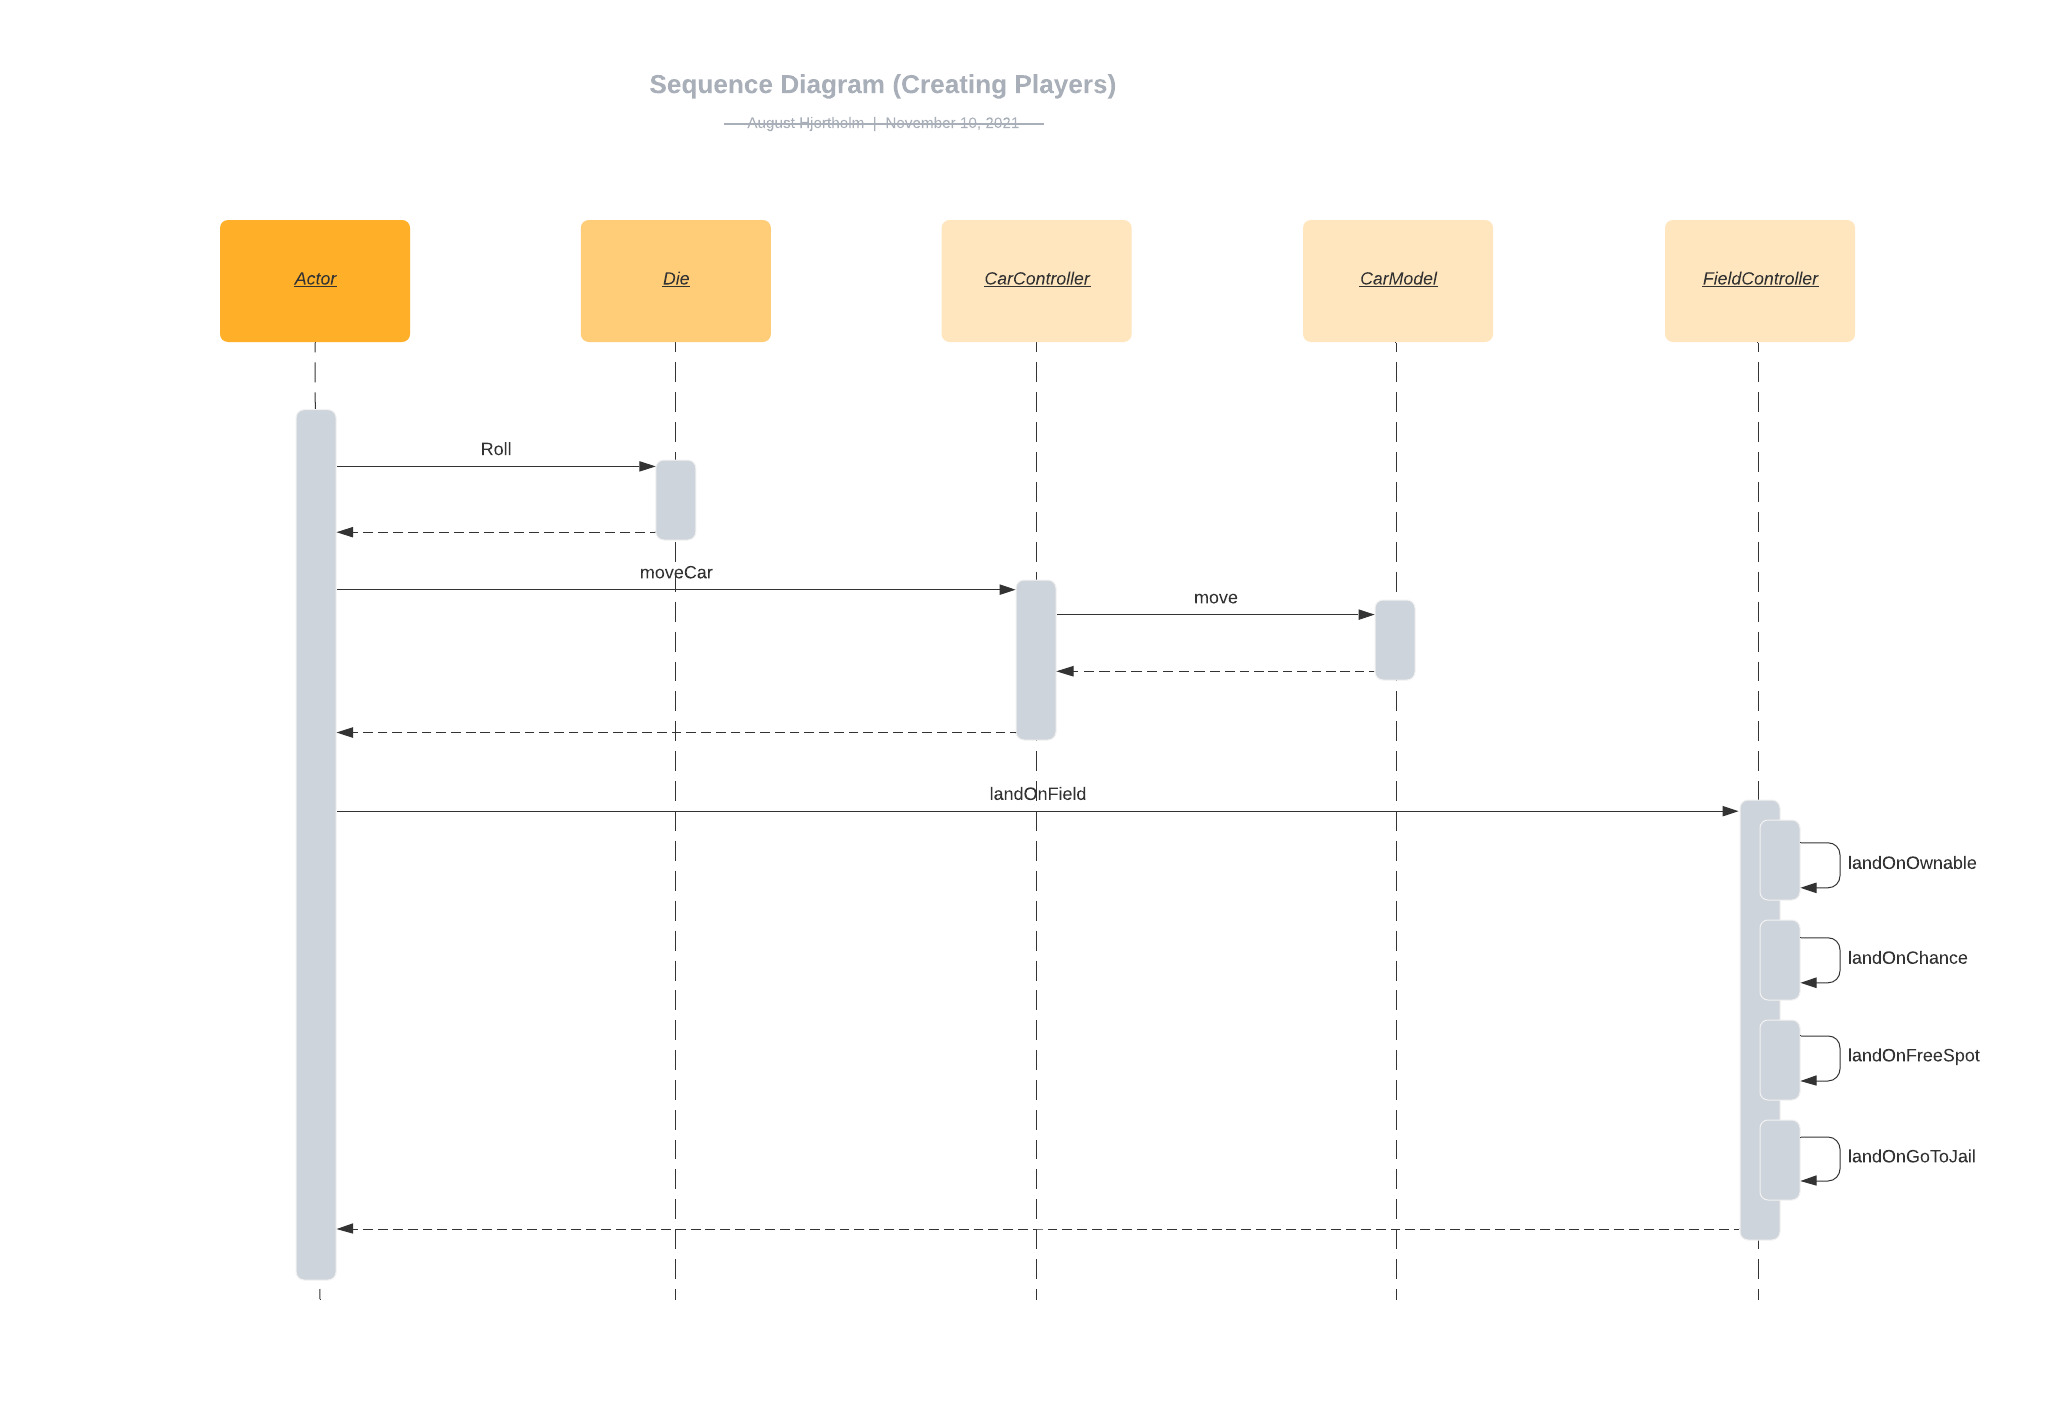 Sequence Diagram (Creating Players)
August Hjortholm | November 10, 2021
Actor
Die
CarController
CarModel
FieldController
Roll
moveCar
move
landOnField
landOnOwnable
landOnChance
landOnFreeSpot
landOnGoToJail